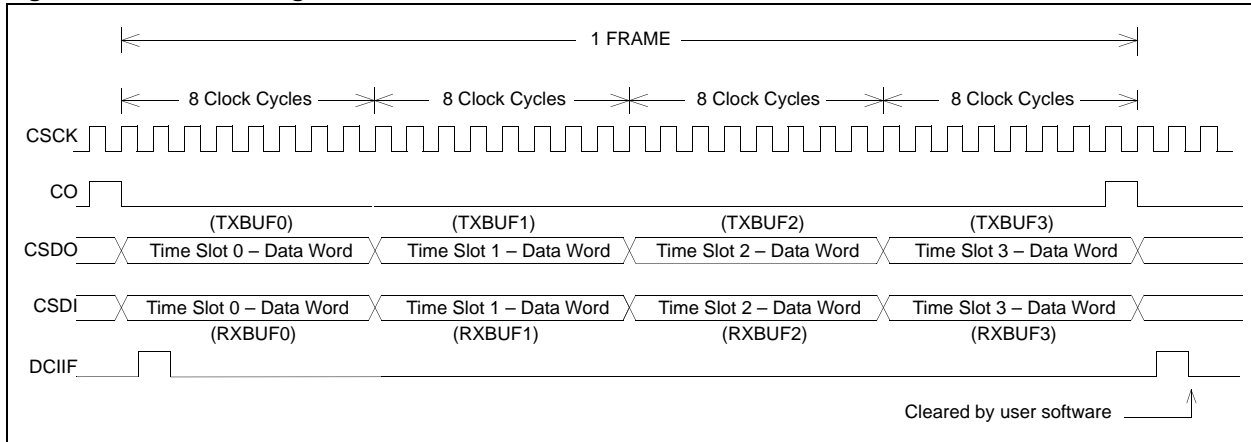 1 FRAME
8 Clock Cycles 8 Clock Cycles 8 Clock Cycles 8 Clock Cycles
CSCK
CO
(TXBUF0) (TXBUF1) (TXBUF2) (TXBUF3)
CSDO Time Slot 0 – Data Word Time Slot 1 – Data Word Time Slot 2 – Data Word Time Slot 3 – Data Word
CSDI Time Slot 0 – Data Word Time Slot 1 – Data Word Time Slot 2 – Data Word Time Slot 3 – Data Word
(RXBUF0) (RXBUF1) (RXBUF2) (RXBUF3)
DCIIF
Cleared by user software